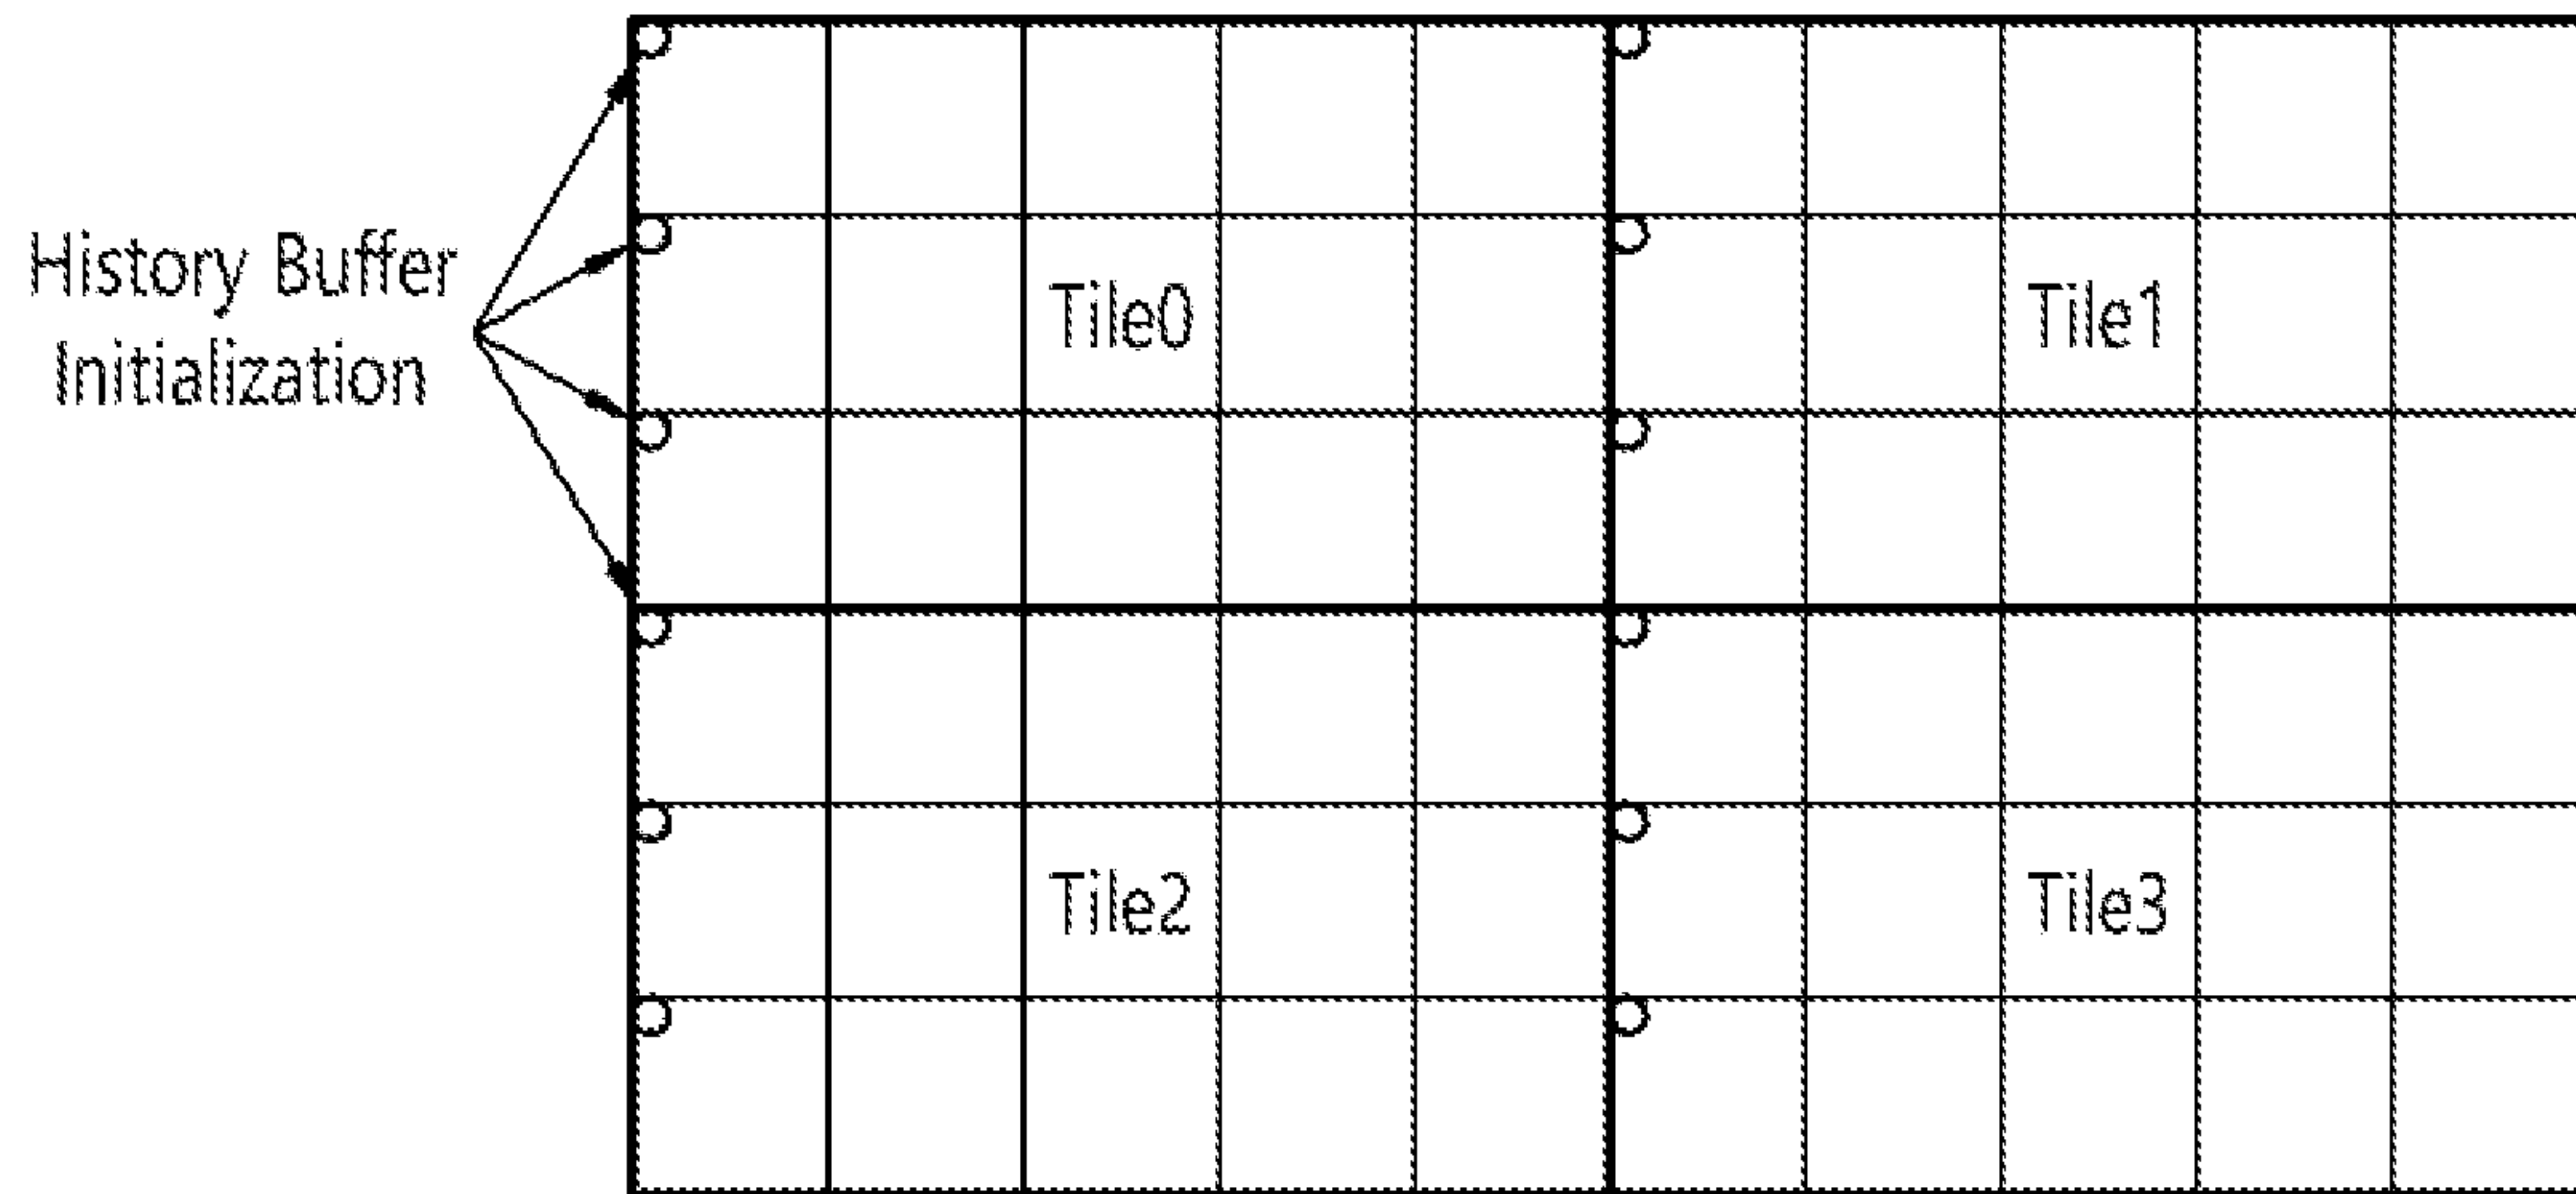 History Buffer
Initialization
Tile0
Tile1
Tile2
Tile3